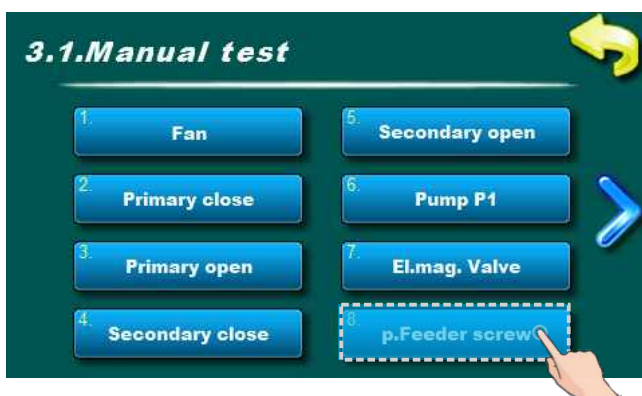 3.1.Manual test
1. Fan
2. Primary close
3. Primary open
4. Secondary close
5. Secondary open
6. Pump P1
7. El.mag. Valve
8. p.Feeder screw